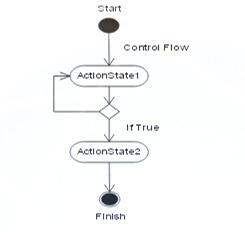 Start
Control Flow
ActionState1
If True
ActionState2
Finish